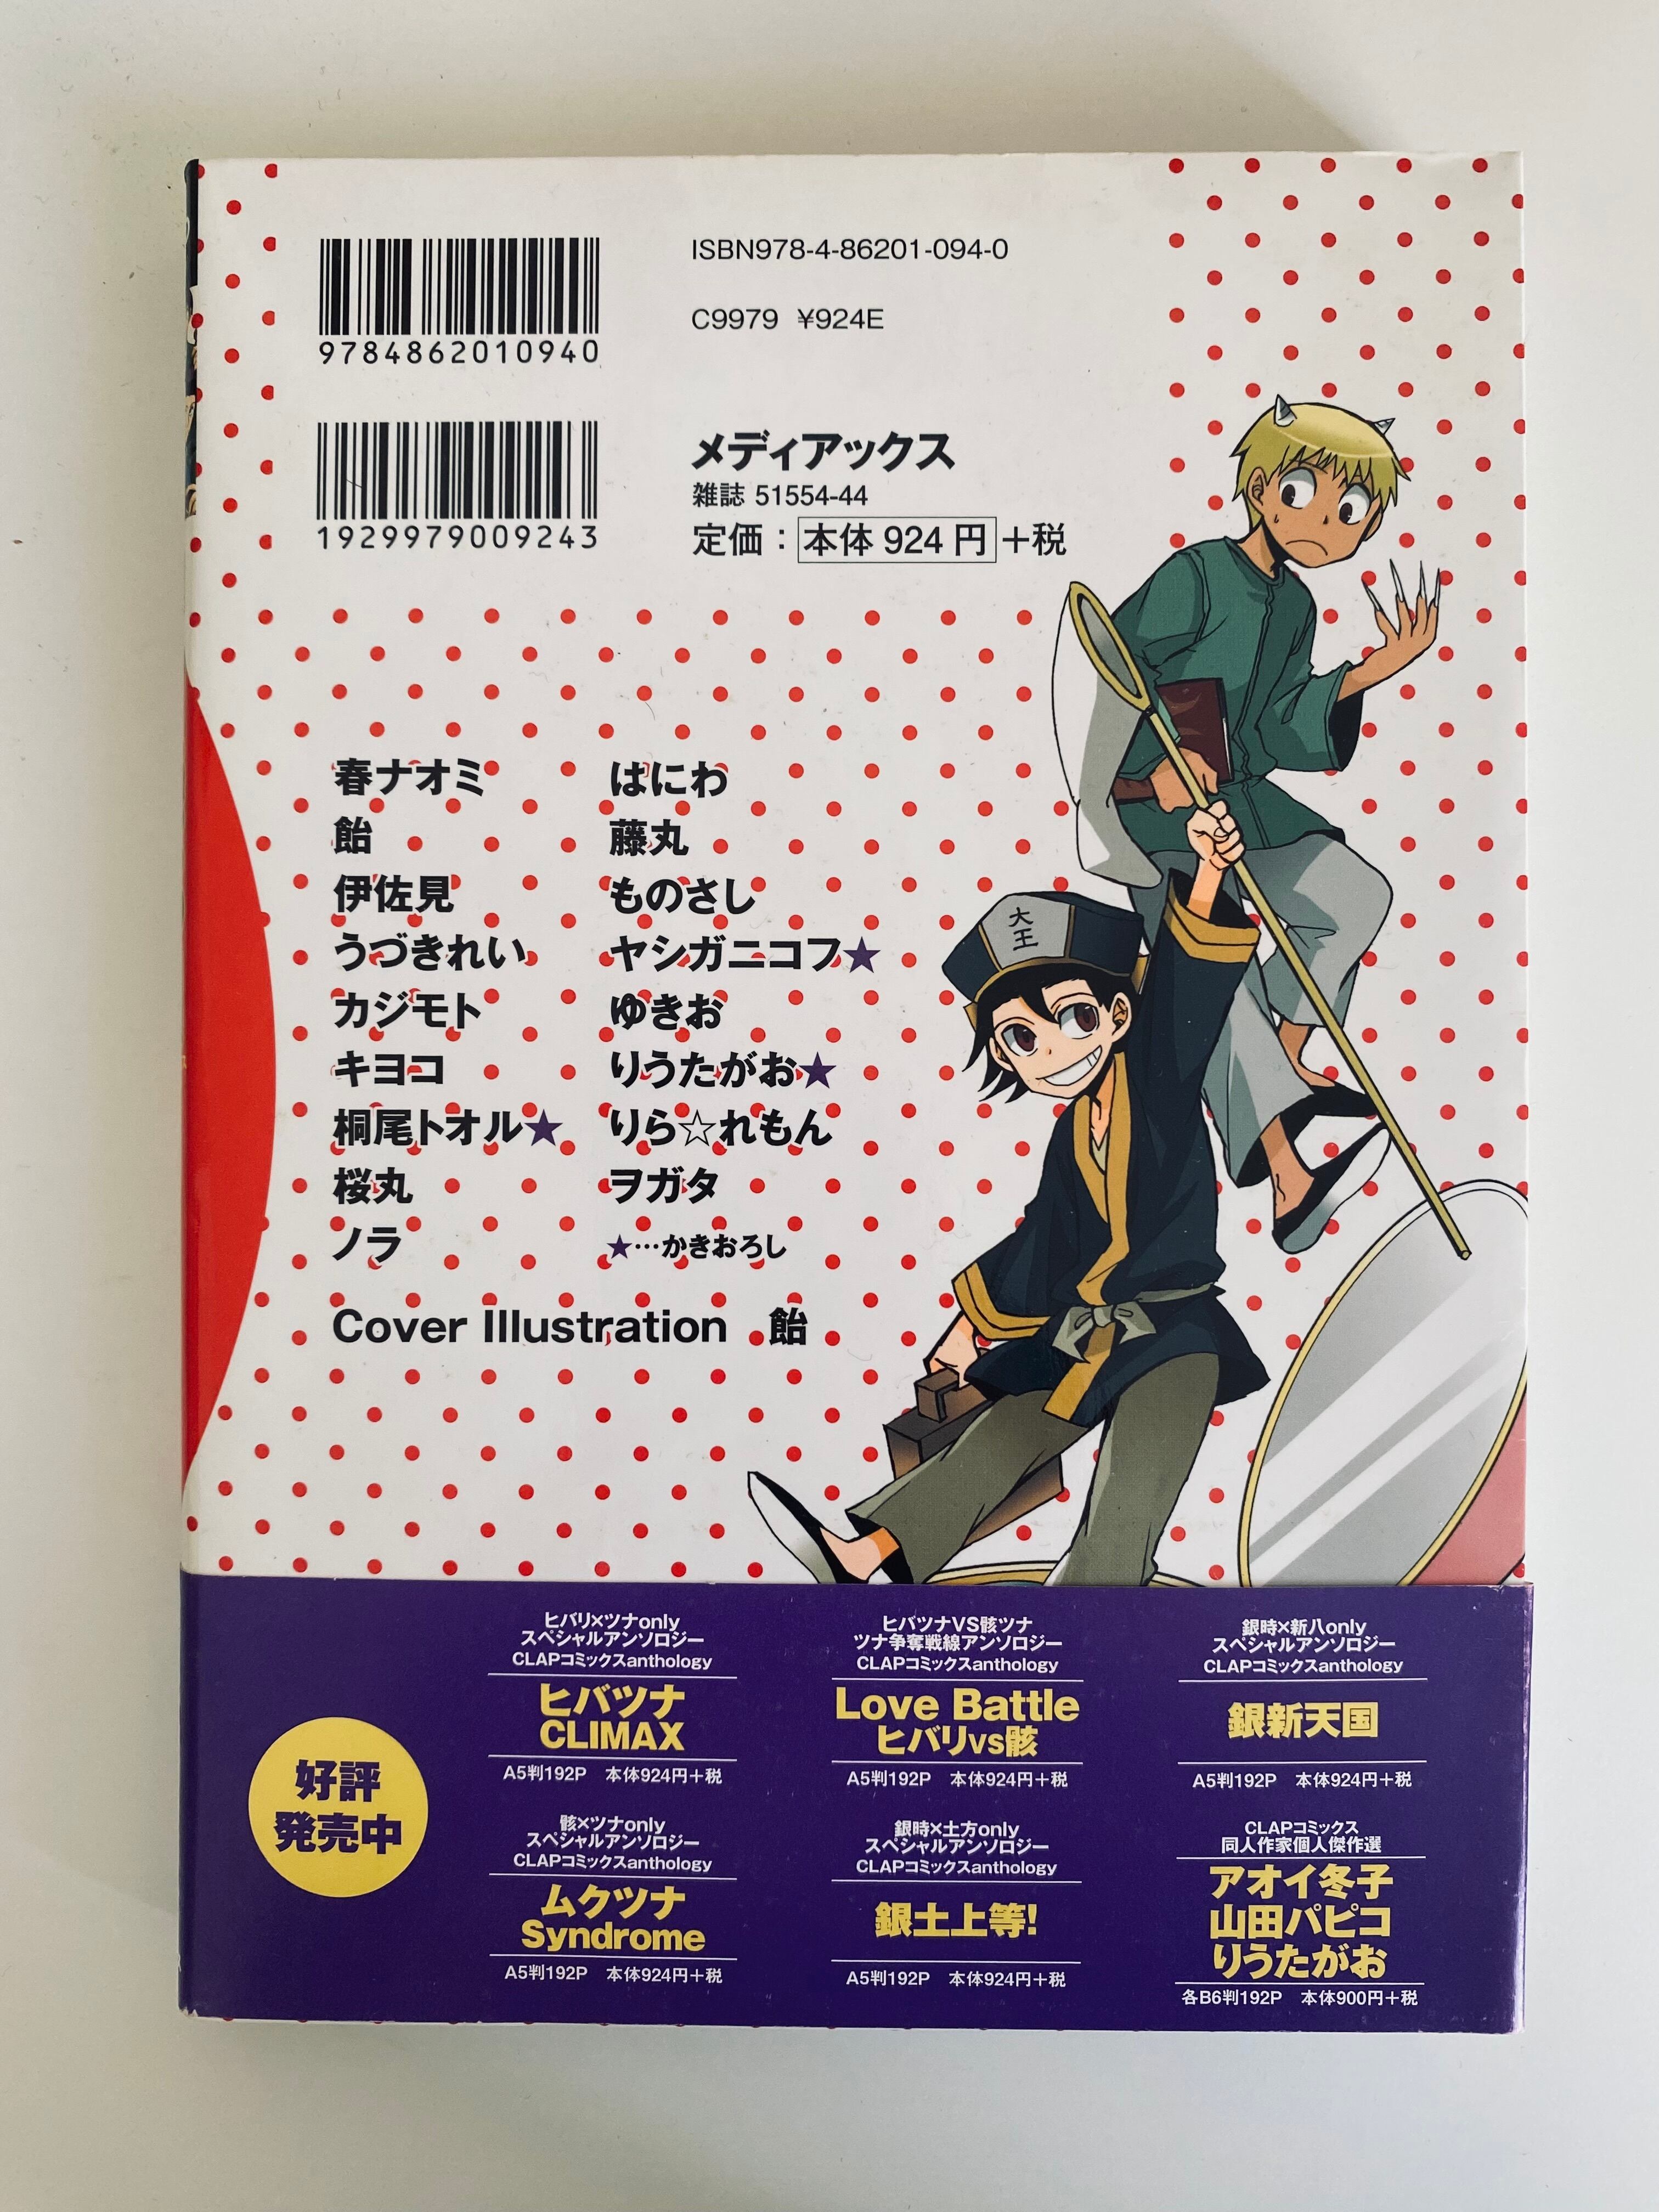 ISBN978-4-86201-094-0
9784862010940
C9979 ¥924E
1929979009243
メディアックス
雑誌 51554-44
定価：本体 924 円＋税
春ナオミ
飴
伊佐見
うづきれい
カジモト
キヨコ
桐尾トオル★
桜丸
ノラ
はにわ
藤丸
ものさし
ヤシガニコフ★
ゆきお
りうたがお★
りら☆れもん
ヲガタ
★…かきおろし
Cover Illustration 飴
大王
好評
発売中
ヒバリ×ツナonly
スペシャルアンソロジー
CLAPコミックスanthology
ヒバツナ
CLIMAX
A5判192P 本体924円＋税
ヒバツナVS骸ツナ
ツナ争奪戦線アンソロジー
CLAPコミックスanthology
Love Battle
ヒバリvs骸
A5判192P 本体924円＋税
銀時×新八only
スペシャルアンソロジー
CLAPコミックスanthology
銀新天国
A5判192P 本体924円＋税
骸×ツナonly
スペシャルアンソロジー
CLAPコミックスanthology
ムクツナ
Syndrome
A5判192P 本体924円＋税
銀時×土方only
スペシャルアンソロジー
CLAPコミックスanthology
銀土上等!
A5判192P 本体924円＋税
CLAPコミックス
同人作家個人傑作選
アオイ冬子
山田パピコ
りうたがお
各B6判192P 本体900円＋税